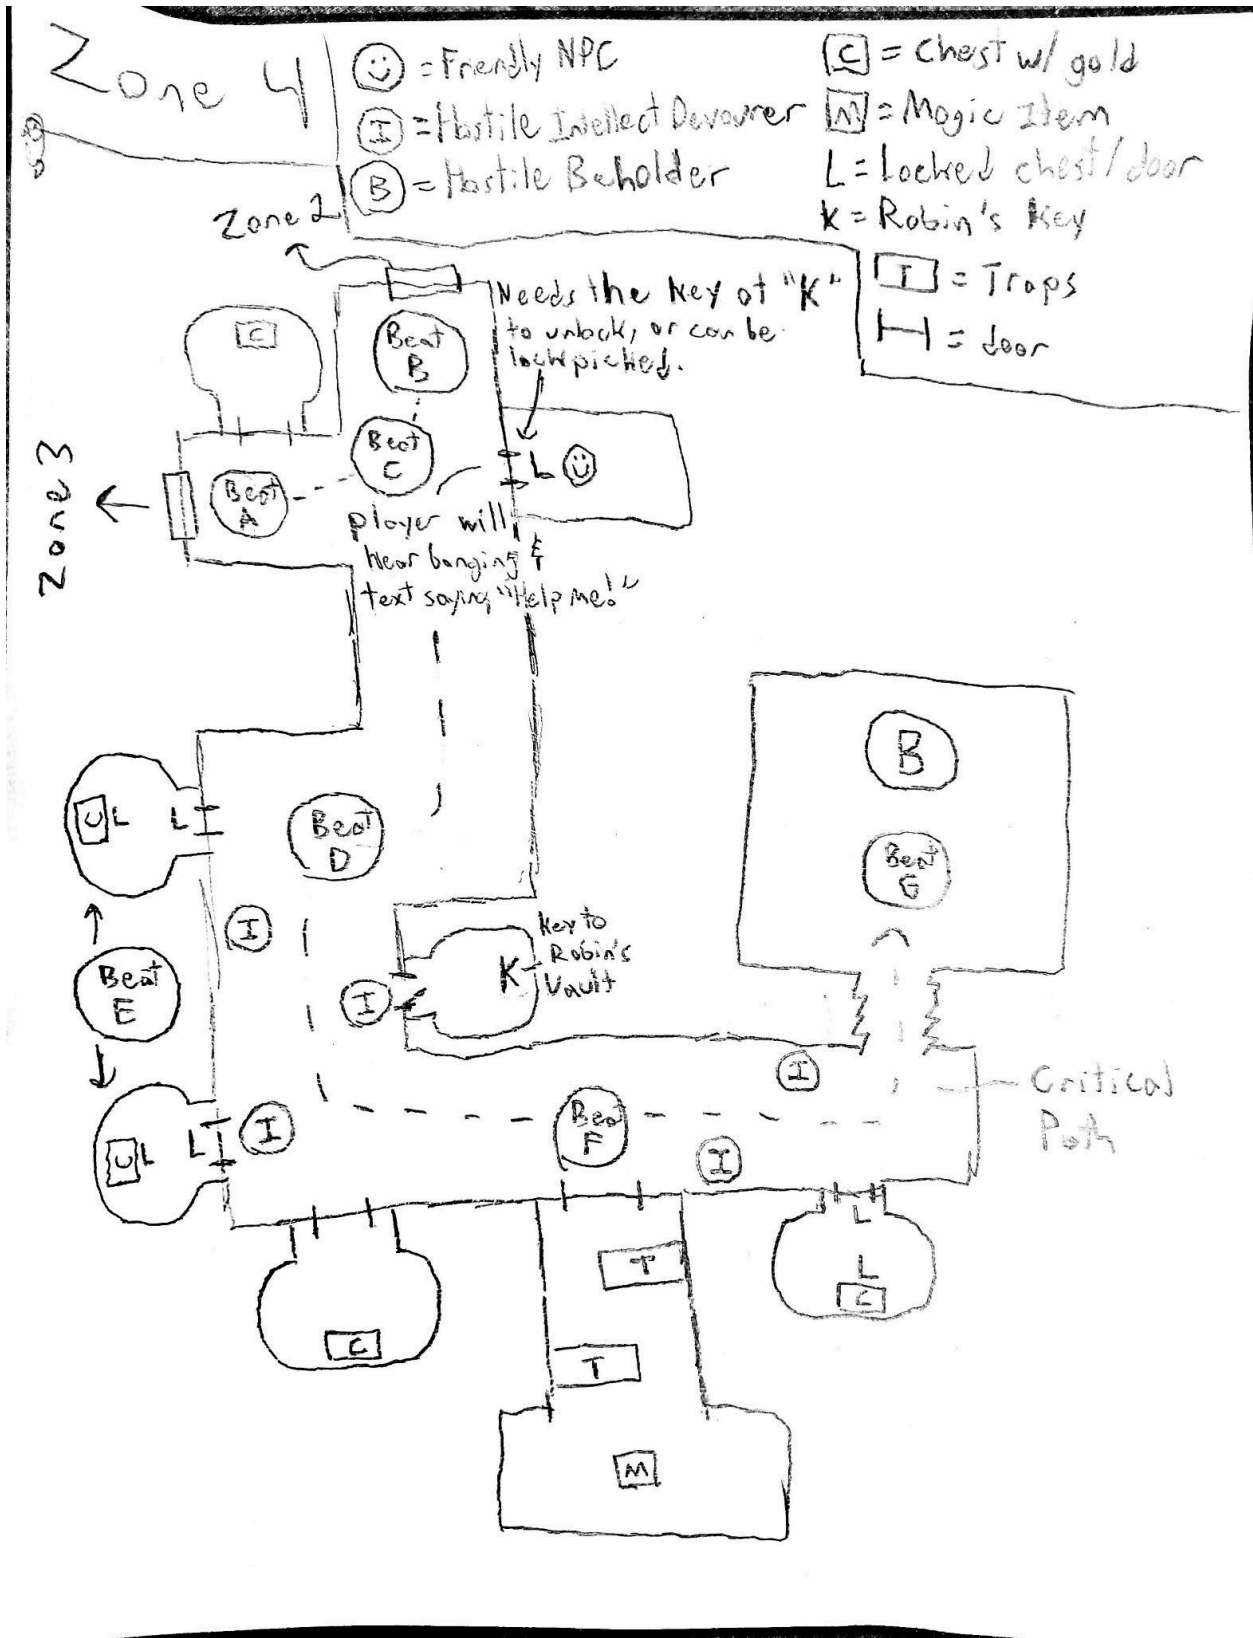 Zone 4
☺ = Friendly NPC
I = Hostile Intellect Devourer
B = Hostile Beholder
C = Chest w/ gold
M = Magic Item
L = Locked chest/door
K = Robin's Key
T = Traps
= door
Zone 2
Needs the key at "K"
to unlock, or can be
lockpicked.
C
Beat
B
Beat
C
Beat
A
L
Zone 3
player will
hear banging &
text saying "Help me!"
B
Beat
G
C L
L
Beat
D
I
Key to
Robin's
Vault
K
I
Beat
E
I
Critical
Path
Beat
F
C L
L
I
I
L
L
C
T
C
T
M